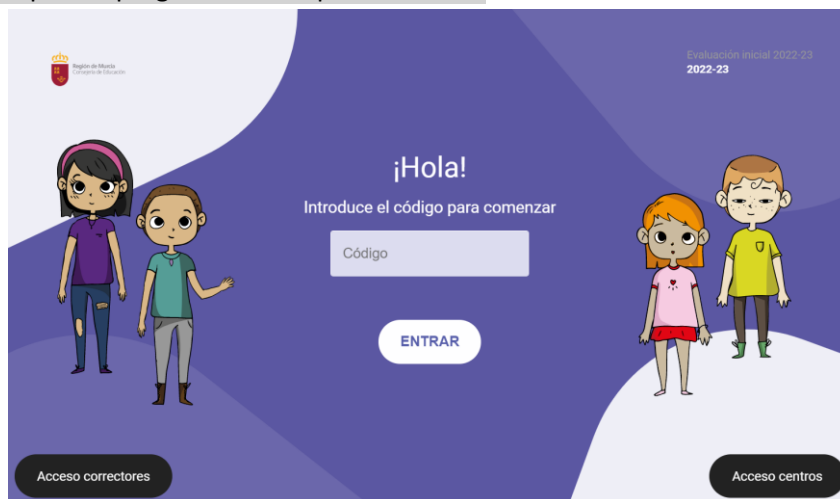 Región de Murcia
Consejería de Educación
Evaluación inicial 2022-23
2022-23
¡Hola!
Introduce el código para comenzar
Código
ENTRAR
Acceso correctores
Acceso centros